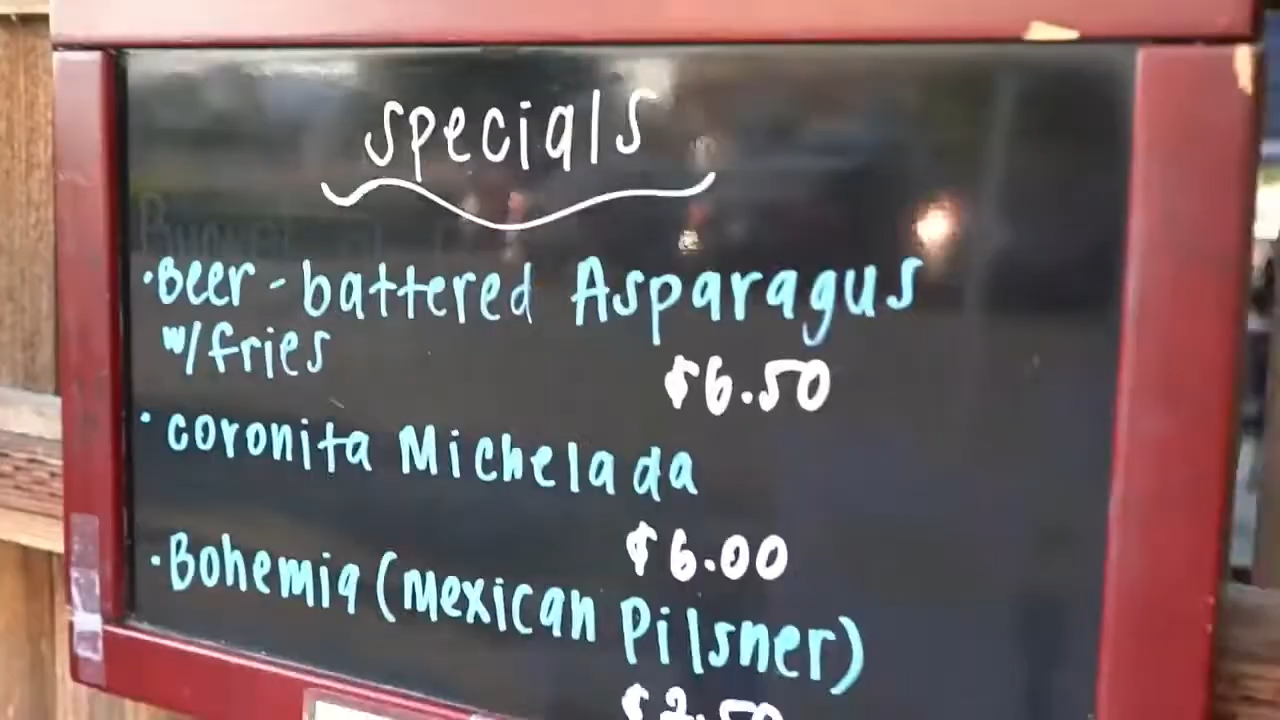 specials
·Beer-battered Asparagus
w/fries
$6.50
·coronita Michelada
$6.00
·Bohemia (Mexican Pilsner)